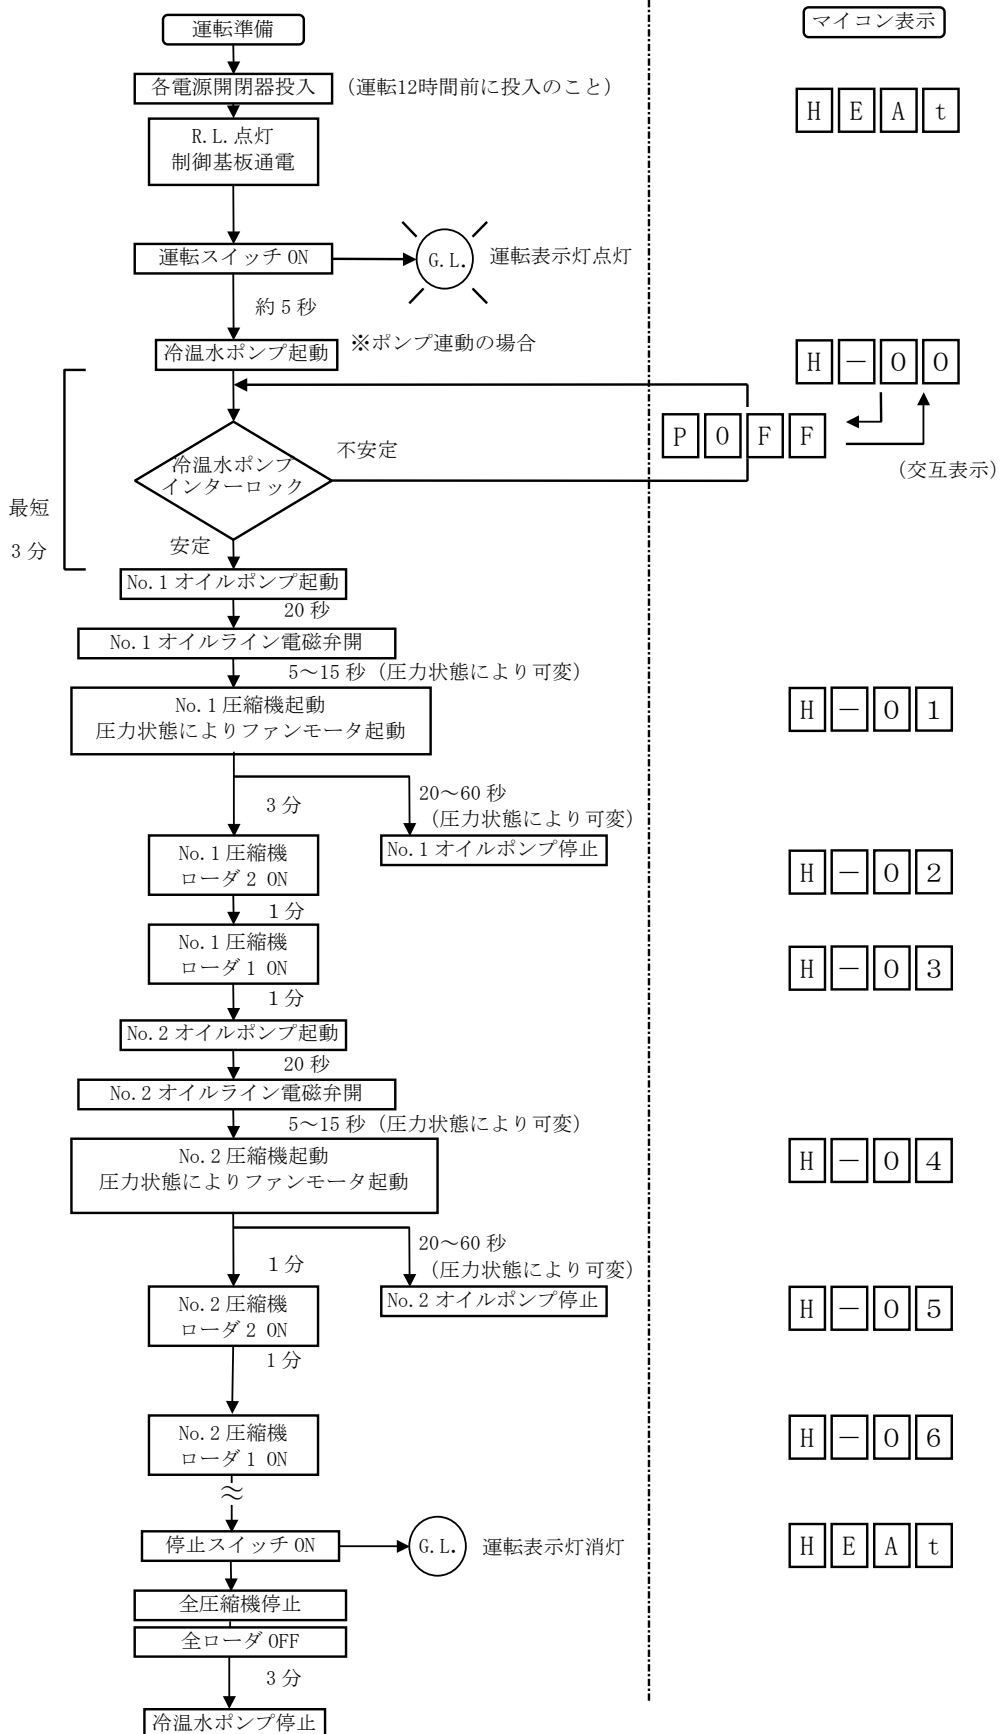 運転準備
マイコン表示
各電源開閉器投入 (運転12時間前に投入のこと)
HEAt
R.L.点灯
制御基板通電
運転スイッチON
G.L. 運転表示灯点灯
約5秒
冷温水ポンプ起動 ※ポンプ連動の場合
H-00
POFF
(交互表示)
不安定
冷温水ポンプ
インターロック
最短
3分
安定
No.1オイルポンプ起動
20秒
No.1オイルライン電磁弁開
5～15秒(圧力状態により可変)
No.1圧縮機起動
圧力状態によりファンモータ起動
H-01
3分
20～60秒
(圧力状態により可変)
No.1圧縮機
ローダ2 ON
No.1オイルポンプ停止
H-02
1分
No.1圧縮機
ローダ1 ON
H-03
1分
No.2オイルポンプ起動
20秒
No.2オイルライン電磁弁開
5～15秒(圧力状態により可変)
No.2圧縮機起動
圧力状態によりファンモータ起動
H-04
1分
20～60秒
(圧力状態により可変)
No.2圧縮機
ローダ2 ON
No.2オイルポンプ停止
H-05
1分
No.2圧縮機
ローダ1 ON
H-06
停止スイッチON
G.L. 運転表示灯消灯
HEAt
全圧縮機停止
全ローダOFF
3分
冷温水ポンプ停止